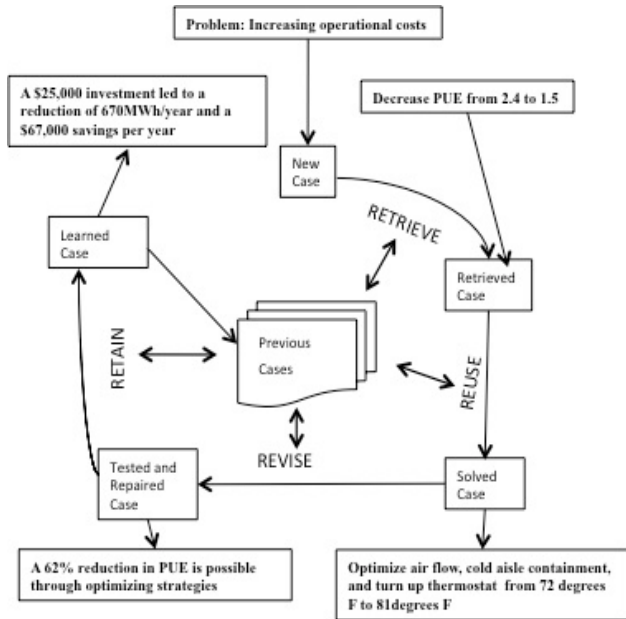 Problem: Increasing operational costs
A $25,000 investment led to a
reduction of 670MWh/year and a
$67,000 savings per year
Decrease PUE from 2.4 to 1.5
New
Case
RETRIEVE
Learned
Case
Retrieved
Case
Previous
Cases
RETAIN
REUSE
REVISE
Tested and
Repaired
Case
Solved
Case
A 62% reduction in PUE is possible
through optimizing strategies
Optimize air flow, cold aisle containment,
and turn up thermostat from 72 degrees
F to 81degrees F